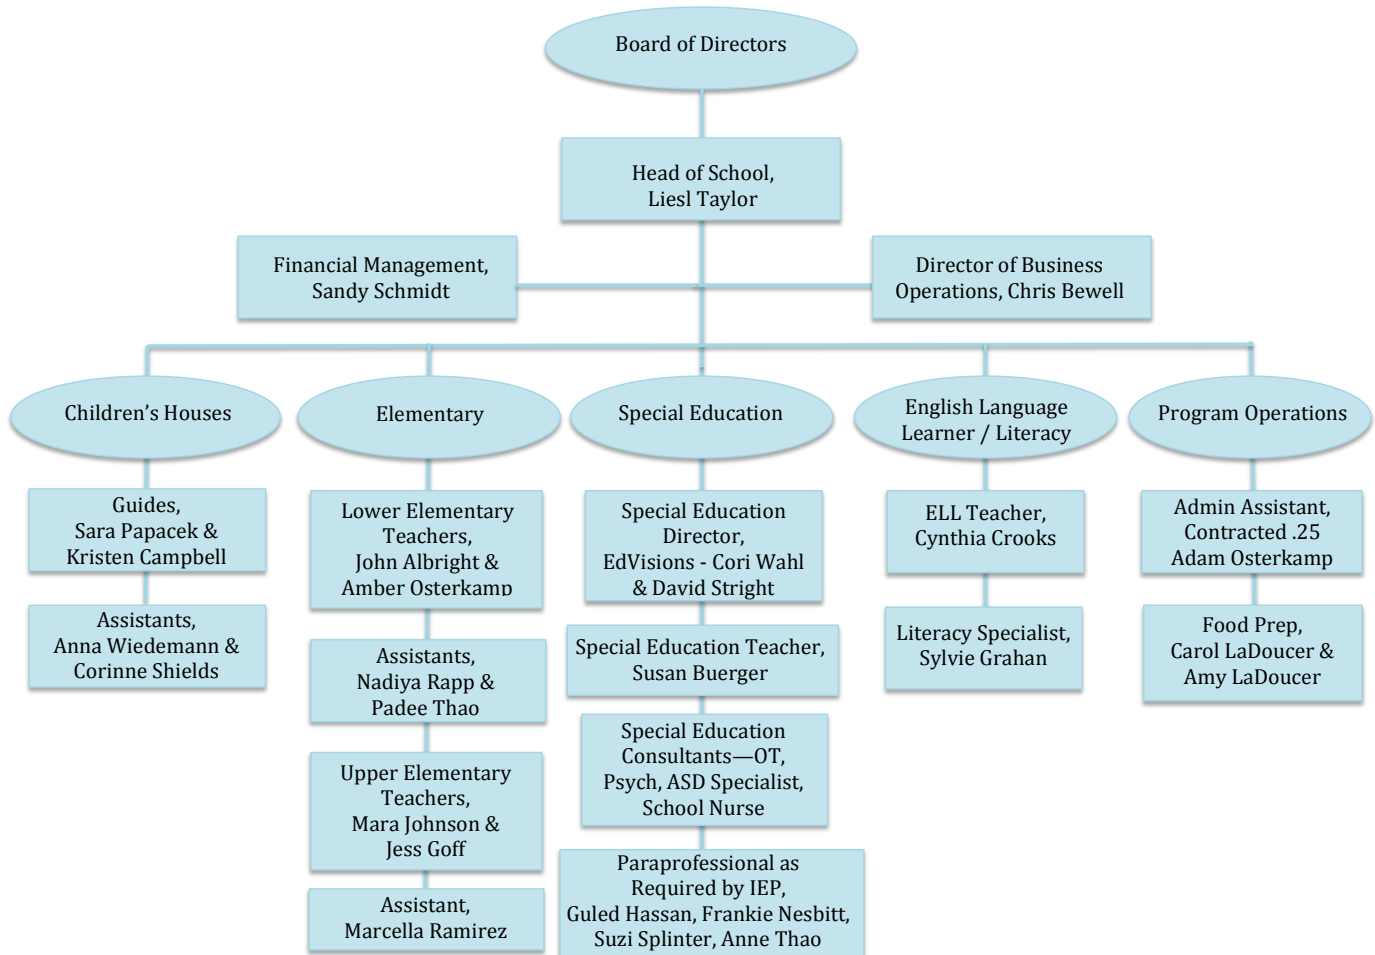 Board of Directors
Head of School,
Liesl Taylor
Financial Management,
Sandy Schmidt
Director of Business
Operations, Chris Bewell
Children's Houses
Elementary
Special Education
English Language
Learner / Literacy
Program Operations
Guides,
Sara Papacek &
Kristen Campbell
Assistants,
Anna Wiedemann &
Corinne Shields
Lower Elementary
Teachers,
John Albright &
Amber Osterkamp
Assistants,
Nadiya Rapp &
Padee Thao
Upper Elementary
Teachers,
Mara Johnson &
Jess Goff
Assistant,
Marcella Ramirez
Special Education
Director,
EdVisions - Cori Wahl
& David Stright
Special Education Teacher,
Susan Buerger
Special Education
Consultants—OT,
Psych, ASD Specialist,
School Nurse
Paraprofessional as
Required by IEP,
Guled Hassan, Frankie Nesbitt,
Suzi Splinter, Anne Thao
ELL Teacher,
Cynthia Crooks
Literacy Specialist,
Sylvie Grahan
Admin Assistant,
Contracted .25
Adam Osterkamp
Food Prep,
Carol LaDoucer &
Amy LaDoucer